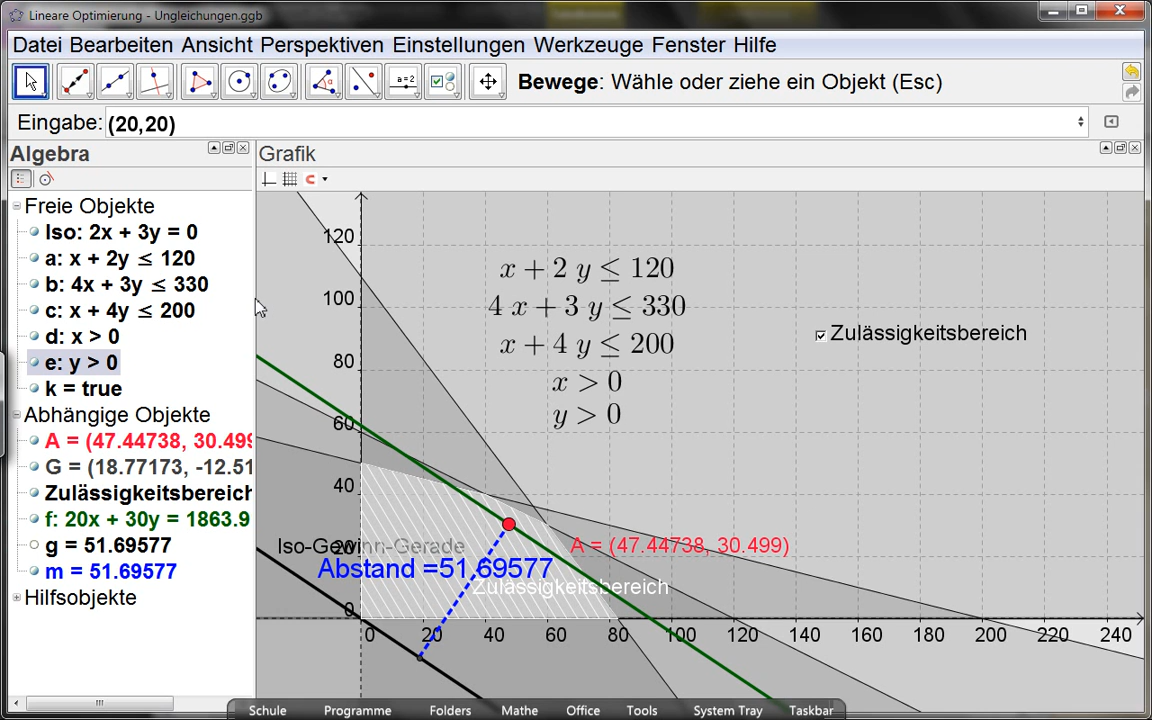 Lineare Optimierung - Ungleichungen.ggb
Datei Bearbeiten Ansicht Perspektiven Einstellungen Werkzeuge Fenster Hilfe
a=2
Bewege: Wähle oder ziehe ein Objekt (Esc)
Eingabe: (20,20)
Algebra
Grafik
Freie Objekte
Iso: 2x + 3y = 0
a: x + 2y ≤ 120
b: 4x + 3y ≤ 330
c: x + 4y ≤ 200
d: x > 0
e: y > 0
k = true
Abhängige Objekte
A = (47.44738, 30.499
G = (18.77173, -12.51
Zulässigkeitsbereich
f: 20x + 30y = 1863.9
g = 51.69577
m = 51.69577
Hilfsobjekte
x + 2 y ≤ 120
4 x + 3 y ≤ 330
x + 4 y ≤ 200
x > 0
y > 0
Zulässigkeitsbereich
120
100
80
60
40
20
0
Iso-Gewinn-Gerade
A = (47.44738, 30.499)
Abstand =51.69577
Zulässigkeitsbereich
0 20 40 60 80 100 120 140 160 180 200 220 240
Schule Programme Folders Mathe Office Tools System Tray Taskbar